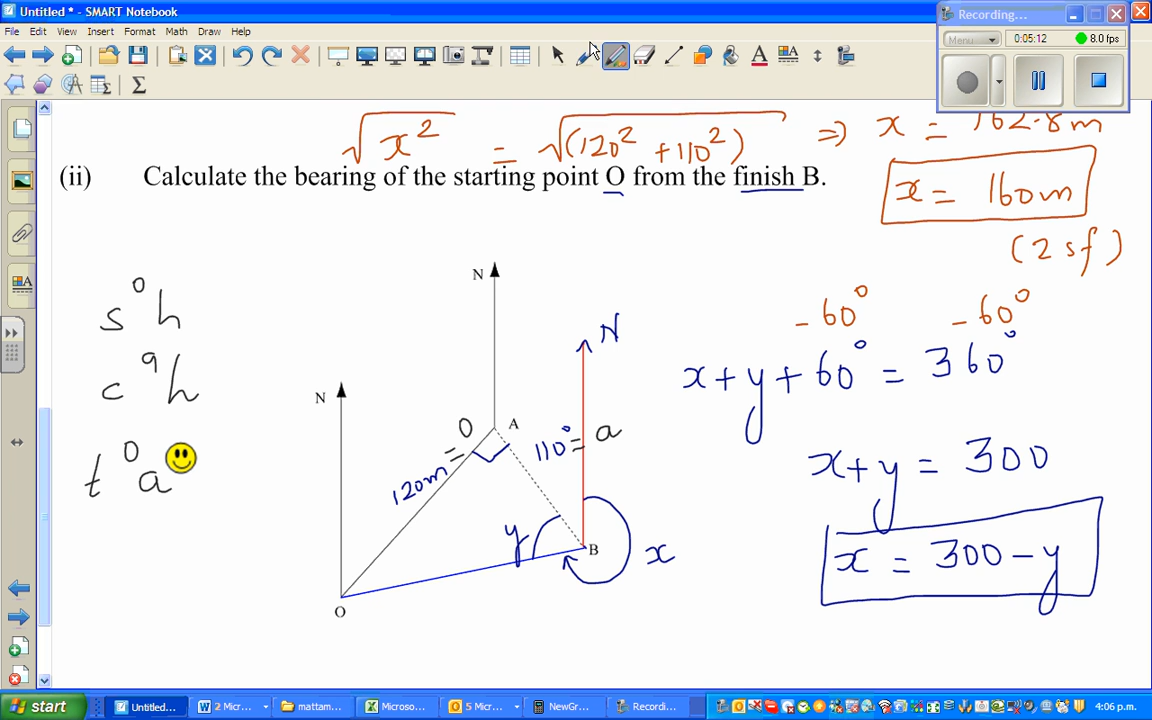 Untitled * - SMART Notebook
Recording...
File Edit View Insert Format Math Draw Help
Menu 0:05:12 8.0 fps
√x² = √(120² + 110²) ⇒ x = 162.8m
(ii) Calculate the bearing of the starting point O from the finish B.
x = 160m
(2 sf)
N
s o h
-60° -60°
N
x + y + 60° = 360°
c a h
N
O A 110° = a
x + y = 300
t o a
120m
y B x
x = 300 - y
O
start Untitled... 2 Micr... mattam... Microso... 5 Micr... NewGr... Recordi... 4:06 p.m.